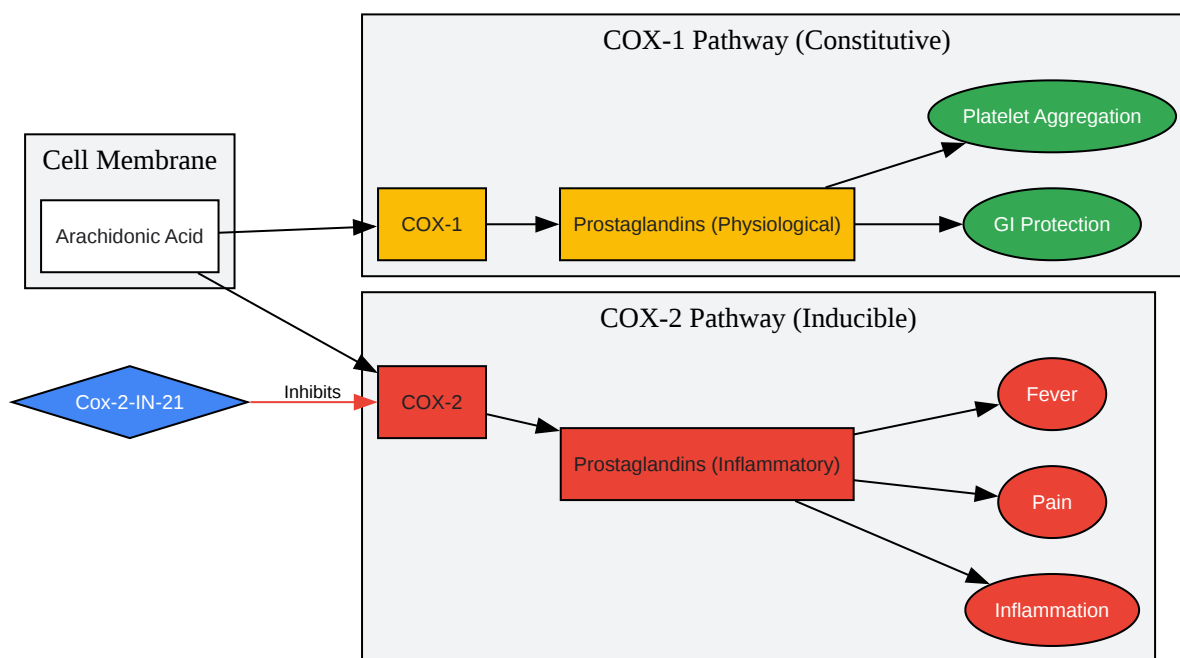 COX-1 Pathway (Constitutive)
Platelet Aggregation
Cell Membrane
Arachidonic Acid
COX-1
Prostaglandins (Physiological)
GI Protection
COX-2 Pathway (Inducible)
Cox-2-IN-21
Inhibits
COX-2
Fever
Prostaglandins (Inflammatory)
Pain
Inflammation